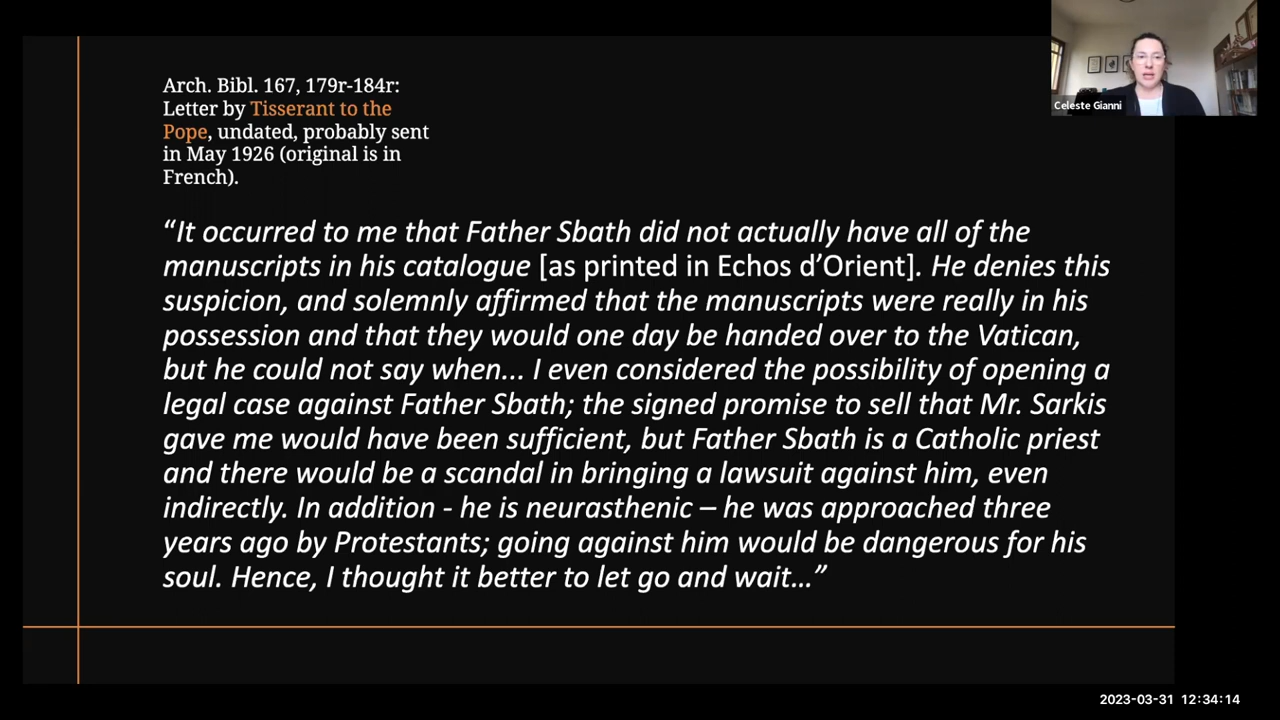 Arch. Bibl. 167, 179r-184r:
Letter by Tisserant to the
Pope, undated, probably sent
in May 1926 (original is in
French).
Celeste Gianni
“It occurred to me that Father Sbath did not actually have all of the
manuscripts in his catalogue [as printed in Echos d’Orient]. He denies this
suspicion, and solemnly affirmed that the manuscripts were really in his
possession and that they would one day be handed over to the Vatican,
but he could not say when... I even considered the possibility of opening a
legal case against Father Sbath; the signed promise to sell that Mr. Sarkis
gave me would have been sufficient, but Father Sbath is a Catholic priest
and there would be a scandal in bringing a lawsuit against him, even
indirectly. In addition - he is neurasthenic – he was approached three
years ago by Protestants; going against him would be dangerous for his
soul. Hence, I thought it better to let go and wait…”
2023-03-31 12:34:14